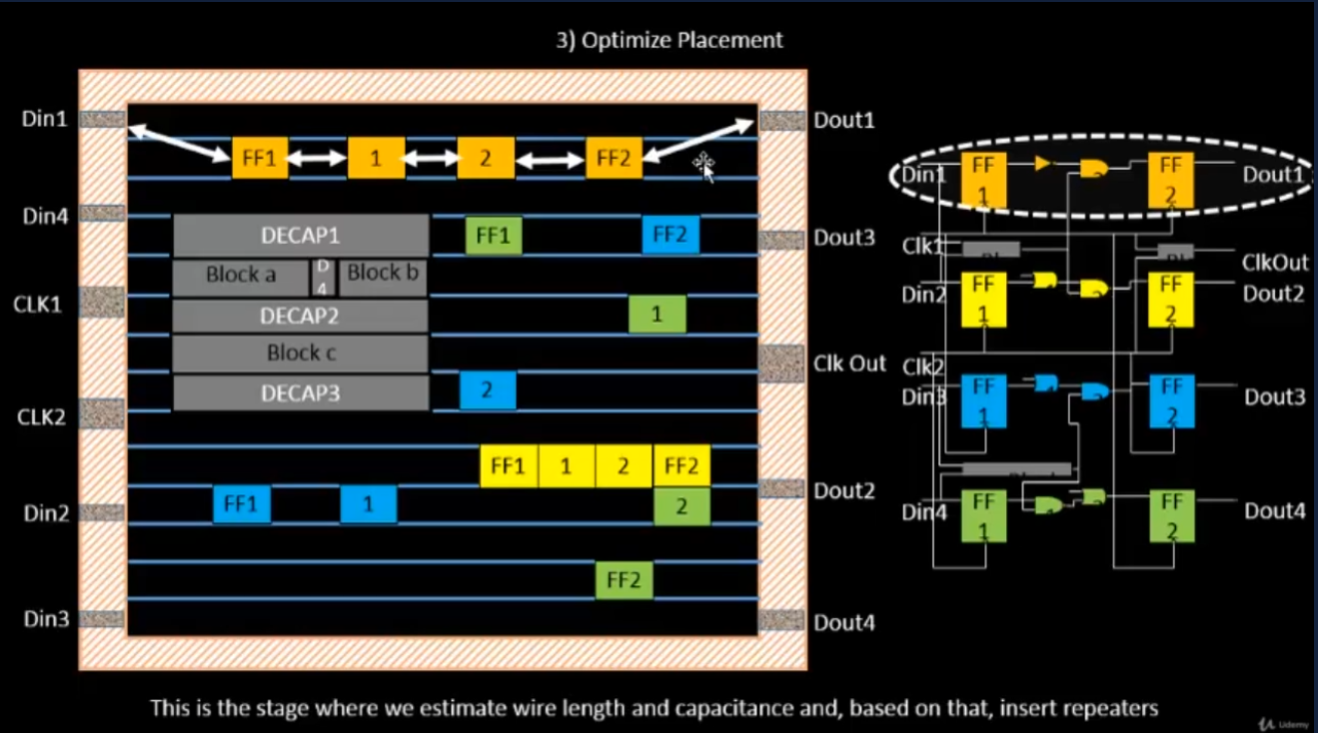 3) Optimize Placement
Din1
FF1 1 2 FF2
Dout1
Din4
DECAP1
FF1
FF2
Dout3
Block a
D
4
Block b
CLK1
DECAP2
1
Block c
Clk Out
DECAP3
2
CLK2
FF1 1 2 FF2
Dout2
Din2
FF1
1
2
FF2
Din3
Dout4
Din1
FF
1
FF
2
Dout1
Clk1
ClkOut
Din2
FF
1
FF
2
Dout2
Clk2
Din3
FF
1
FF
2
Dout3
Din4
FF
1
FF
2
Dout4
This is the stage where we estimate wire length and capacitance and, based on that, insert repeaters
Udemy